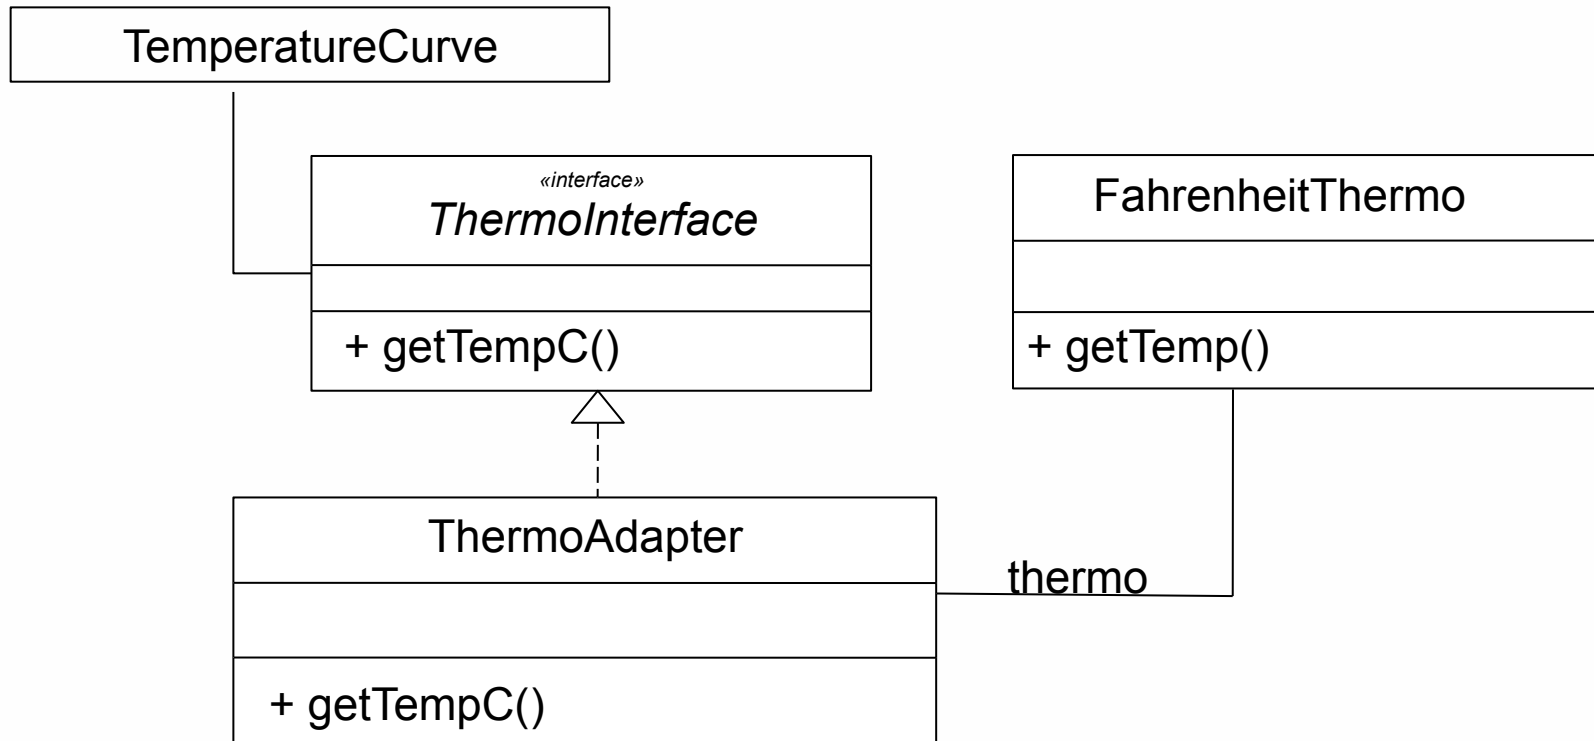 TemperatureCurve
«interface»
ThermoInterface
+ getTempC()
FahrenheitThermo
+ getTemp()
ThermoAdapter
+ getTempC()
thermo